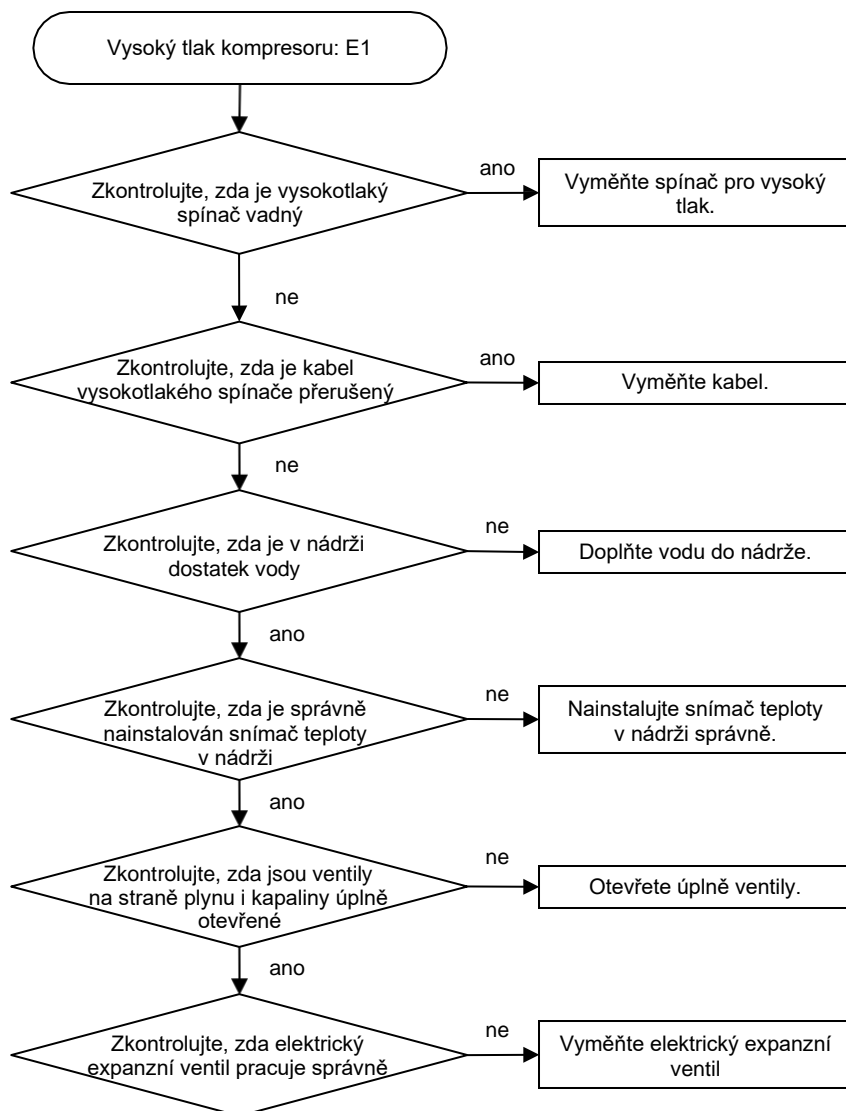 Vysoký tlak kompresoru: E1
Zkontrolujte, zda je vysokotlaký
spínač vadný
ano
Vyměňte spínač pro vysoký
tlak.
ne
Zkontrolujte, zda je kabel
vysokotlakého spínače přerušený
ano
Vyměňte kabel.
ne
Zkontrolujte, zda je v nádrži
dostatek vody
ne
Doplňte vodu do nádrže.
ano
Zkontrolujte, zda je správně
nainstalován snímač teploty
v nádrži
ne
Nainstalujte snímač teploty
v nádrži správně.
ano
Zkontrolujte, zda jsou ventily
na straně plynu i kapaliny úplně
otevřené
ne
Otevřete úplně ventily.
ano
Zkontrolujte, zda elektrický
expanzní ventil pracuje správně
ne
Vyměňte elektrický expanzní
ventil